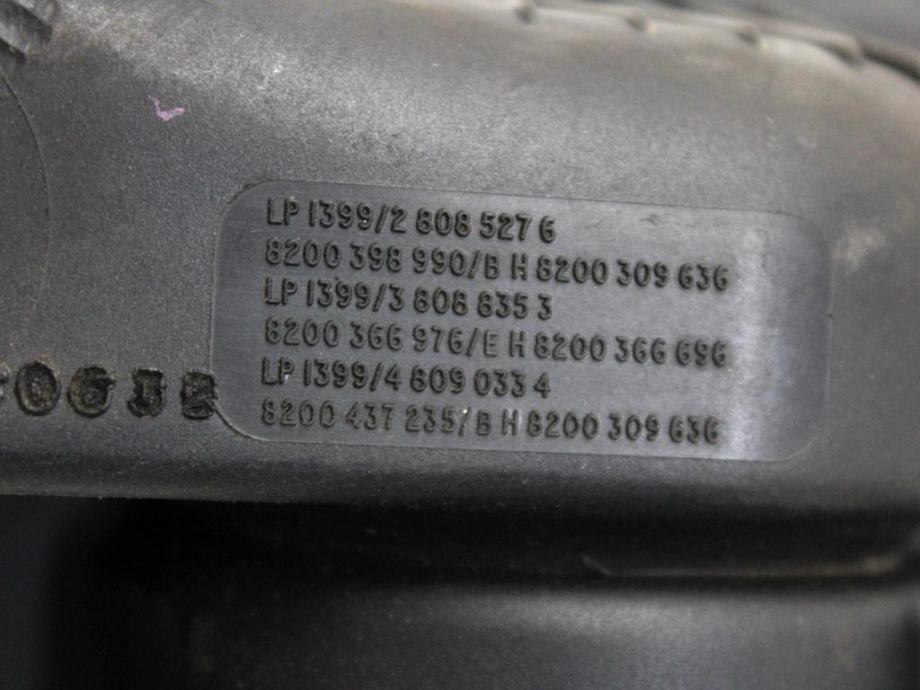 LP 1399/2 808 527 6
8200 398 990/B H 8200 309 636
LP 1399/3 808 835 3
8200 366 976/E H 8200 366 696
LP 1399/4 809 033 4
8200 437 235/B H 8200 309 636